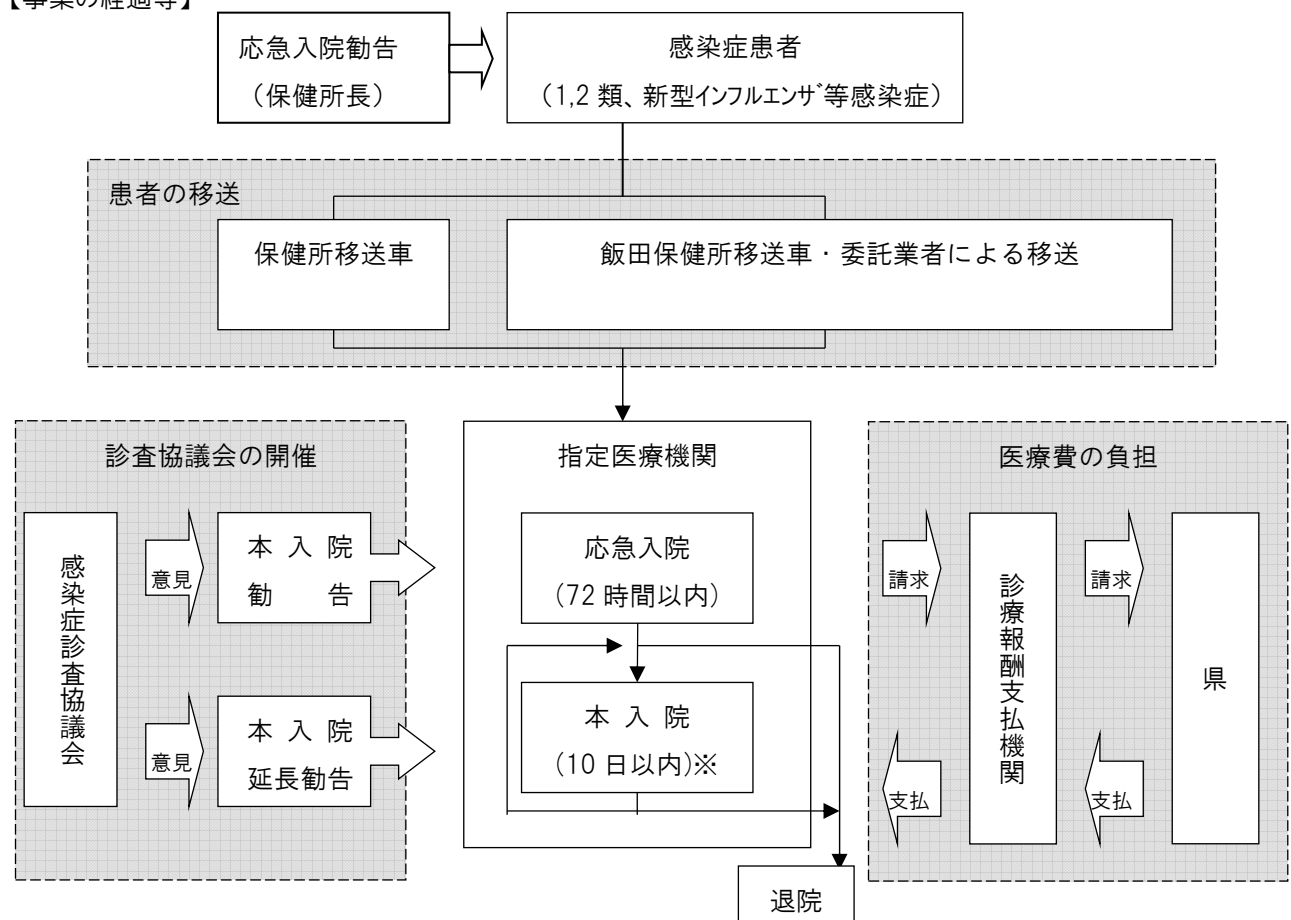 【事業の経過等】
応急入院勧告
（保健所長）
感染症患者
（1,2 類、新型インフルエンザ等感染症）
患者の移送
保健所移送車
飯田保健所移送車・委託業者による移送
診査協議会の開催
感染症診査協議会
意見
本 入 院
勧 告
意見
本 入 院
延長勧告
指定医療機関
応急入院
(72 時間以内)
本 入 院
(10 日以内)※
退院
医療費の負担
請求
支払
診療報酬支払機関
請求
支払
県